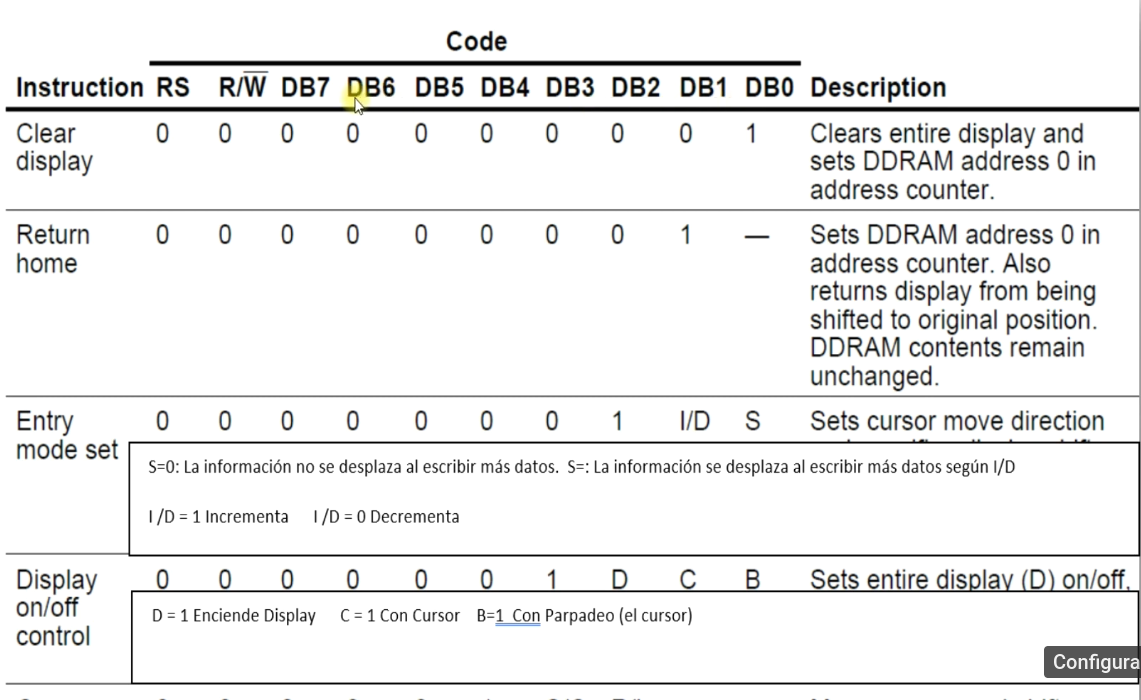 Code
Instruction RS R/W̅ DB7 DB6 DB5 DB4 DB3 DB2 DB1 DB0 Description
Clear display 0 0 0 0 0 0 0 0 0 1 Clears entire display and
sets DDRAM address 0 in
address counter.
Return home 0 0 0 0 0 0 0 0 1 — Sets DDRAM address 0 in
address counter. Also
returns display from being
shifted to original position.
DDRAM contents remain
unchanged.
Entry mode set 0 0 0 0 0 0 0 1 I/D S Sets cursor move direction
S=0: La información no se desplaza al escribir más datos. S=: La información se desplaza al escribir más datos según I/D
I /D = 1 Incrementa I /D = 0 Decrementa
Display on/off control 0 0 0 0 0 0 1 D C B Sets entire display (D) on/off,
D = 1 Enciende Display C = 1 Con Cursor B=1 Con Parpadeo (el cursor)
Configura